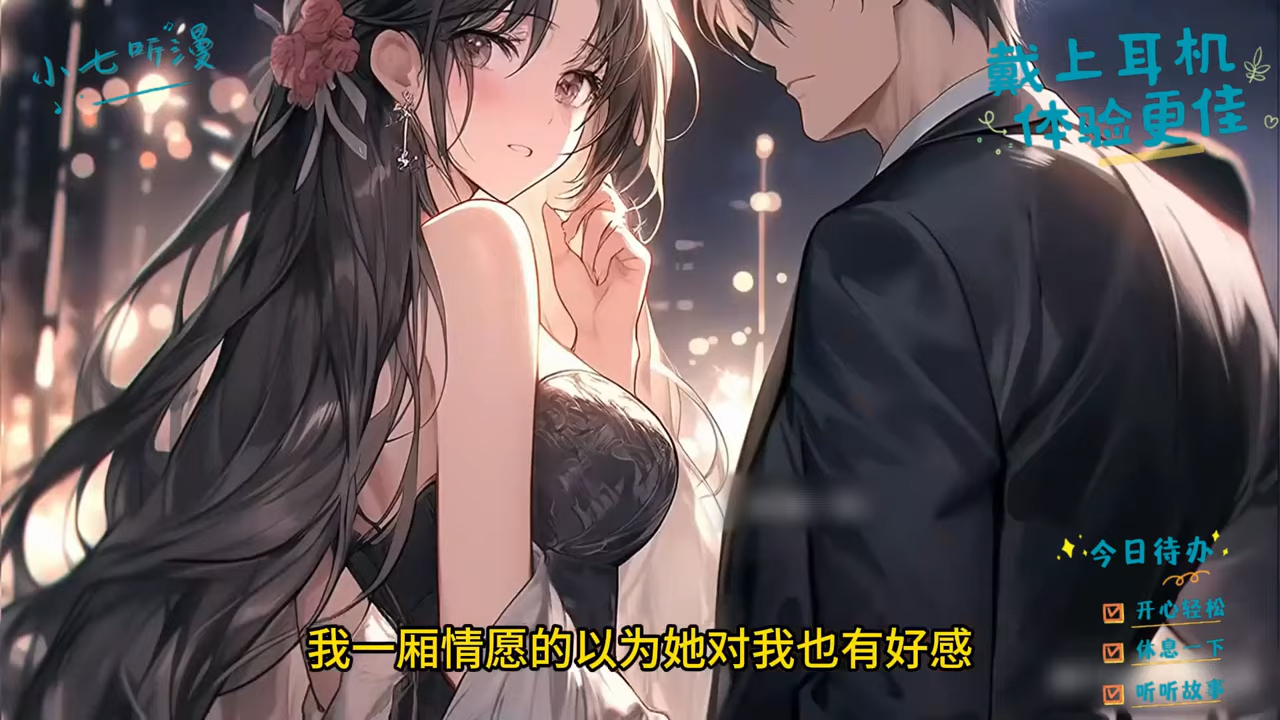 小七听漫
戴上耳机
体验更佳
今日待办
开心轻松
休息一下
听听故事
我一厢情愿的以为她对我也有好感